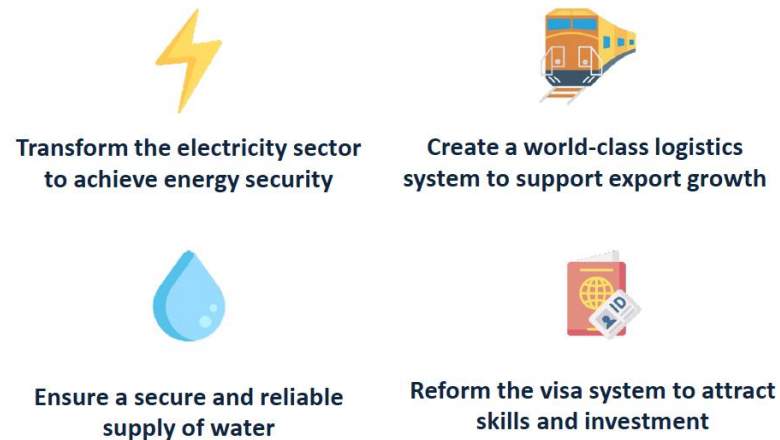 Transform the electricity sector
to achieve energy security
Create a world-class logistics
system to support export growth
ID
Ensure a secure and reliable
supply of water
Reform the visa system to attract
skills and investment